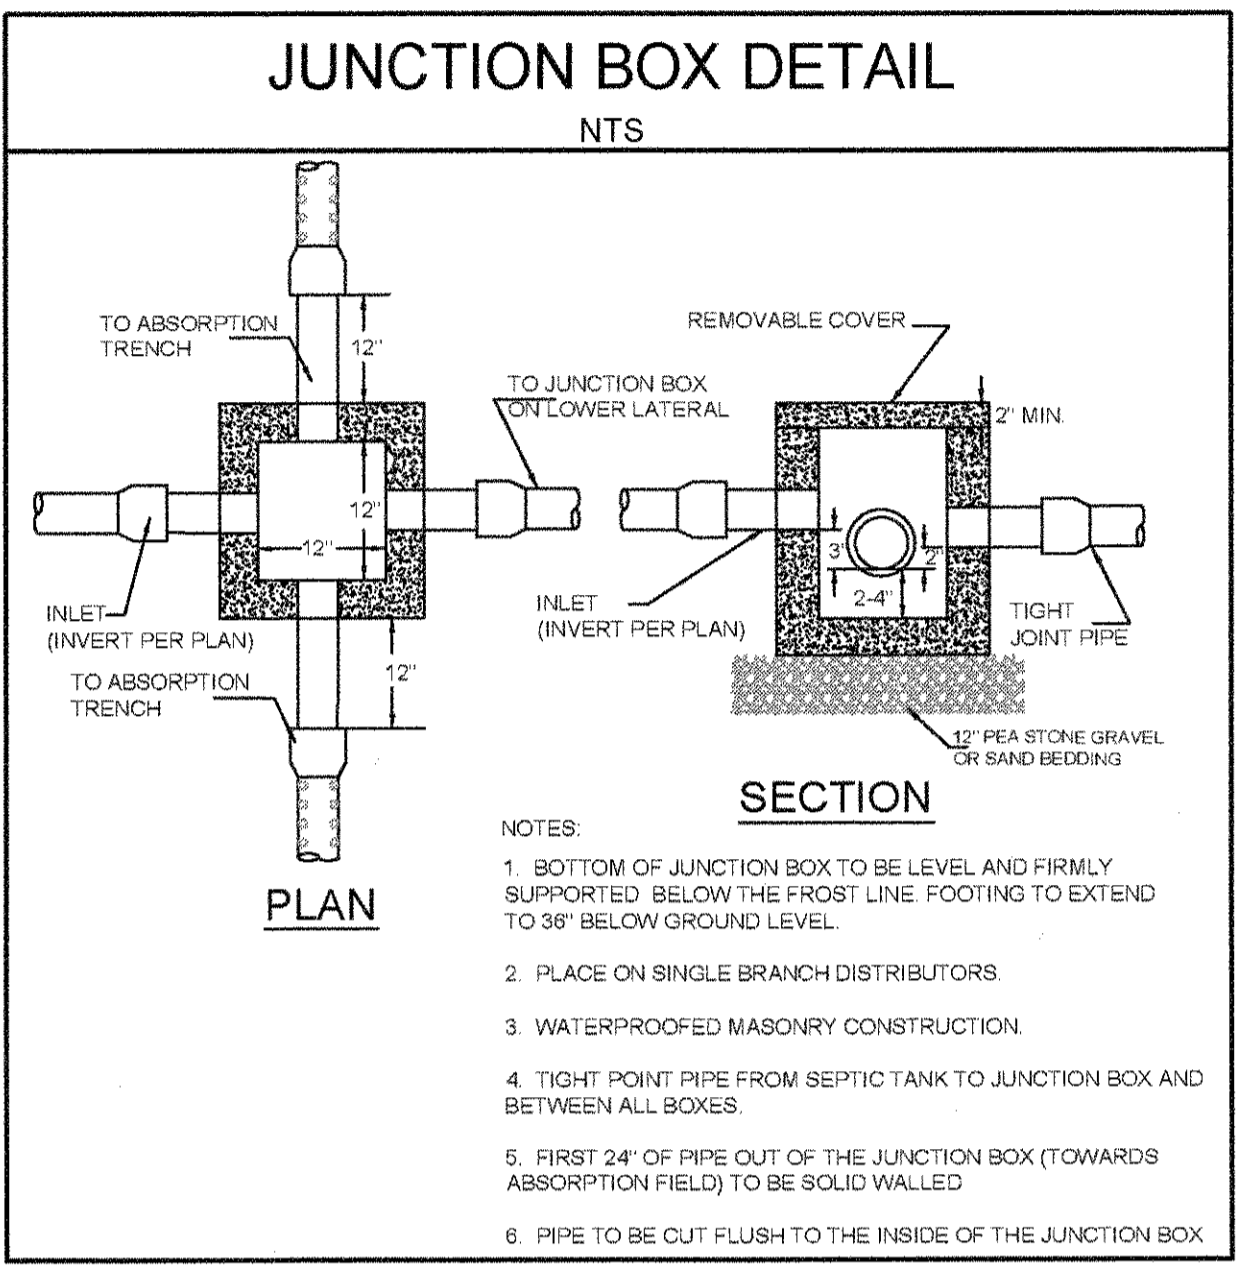 JUNCTION BOX DETAIL
NTS
TO ABSORPTION
TRENCH
12"
TO JUNCTION BOX
ON LOWER LATERAL
12"
12"
INLET
(INVERT PER PLAN)
TO ABSORPTION
TRENCH
12"
PLAN
REMOVABLE COVER
2" MIN.
3"
2"
2-4"
INLET
(INVERT PER PLAN)
TIGHT
JOINT PIPE
12" PEA STONE GRAVEL
OR SAND BEDDING
SECTION
NOTES:
1. BOTTOM OF JUNCTION BOX TO BE LEVEL AND FIRMLY
SUPPORTED BELOW THE FROST LINE. FOOTING TO EXTEND
TO 36" BELOW GROUND LEVEL.
2. PLACE ON SINGLE BRANCH DISTRIBUTORS.
3. WATERPROOFED MASONRY CONSTRUCTION.
4. TIGHT POINT PIPE FROM SEPTIC TANK TO JUNCTION BOX AND
BETWEEN ALL BOXES.
5. FIRST 24" OF PIPE OUT OF THE JUNCTION BOX (TOWARDS
ABSORPTION FIELD) TO BE SOLID WALLED
6. PIPE TO BE CUT FLUSH TO THE INSIDE OF THE JUNCTION BOX